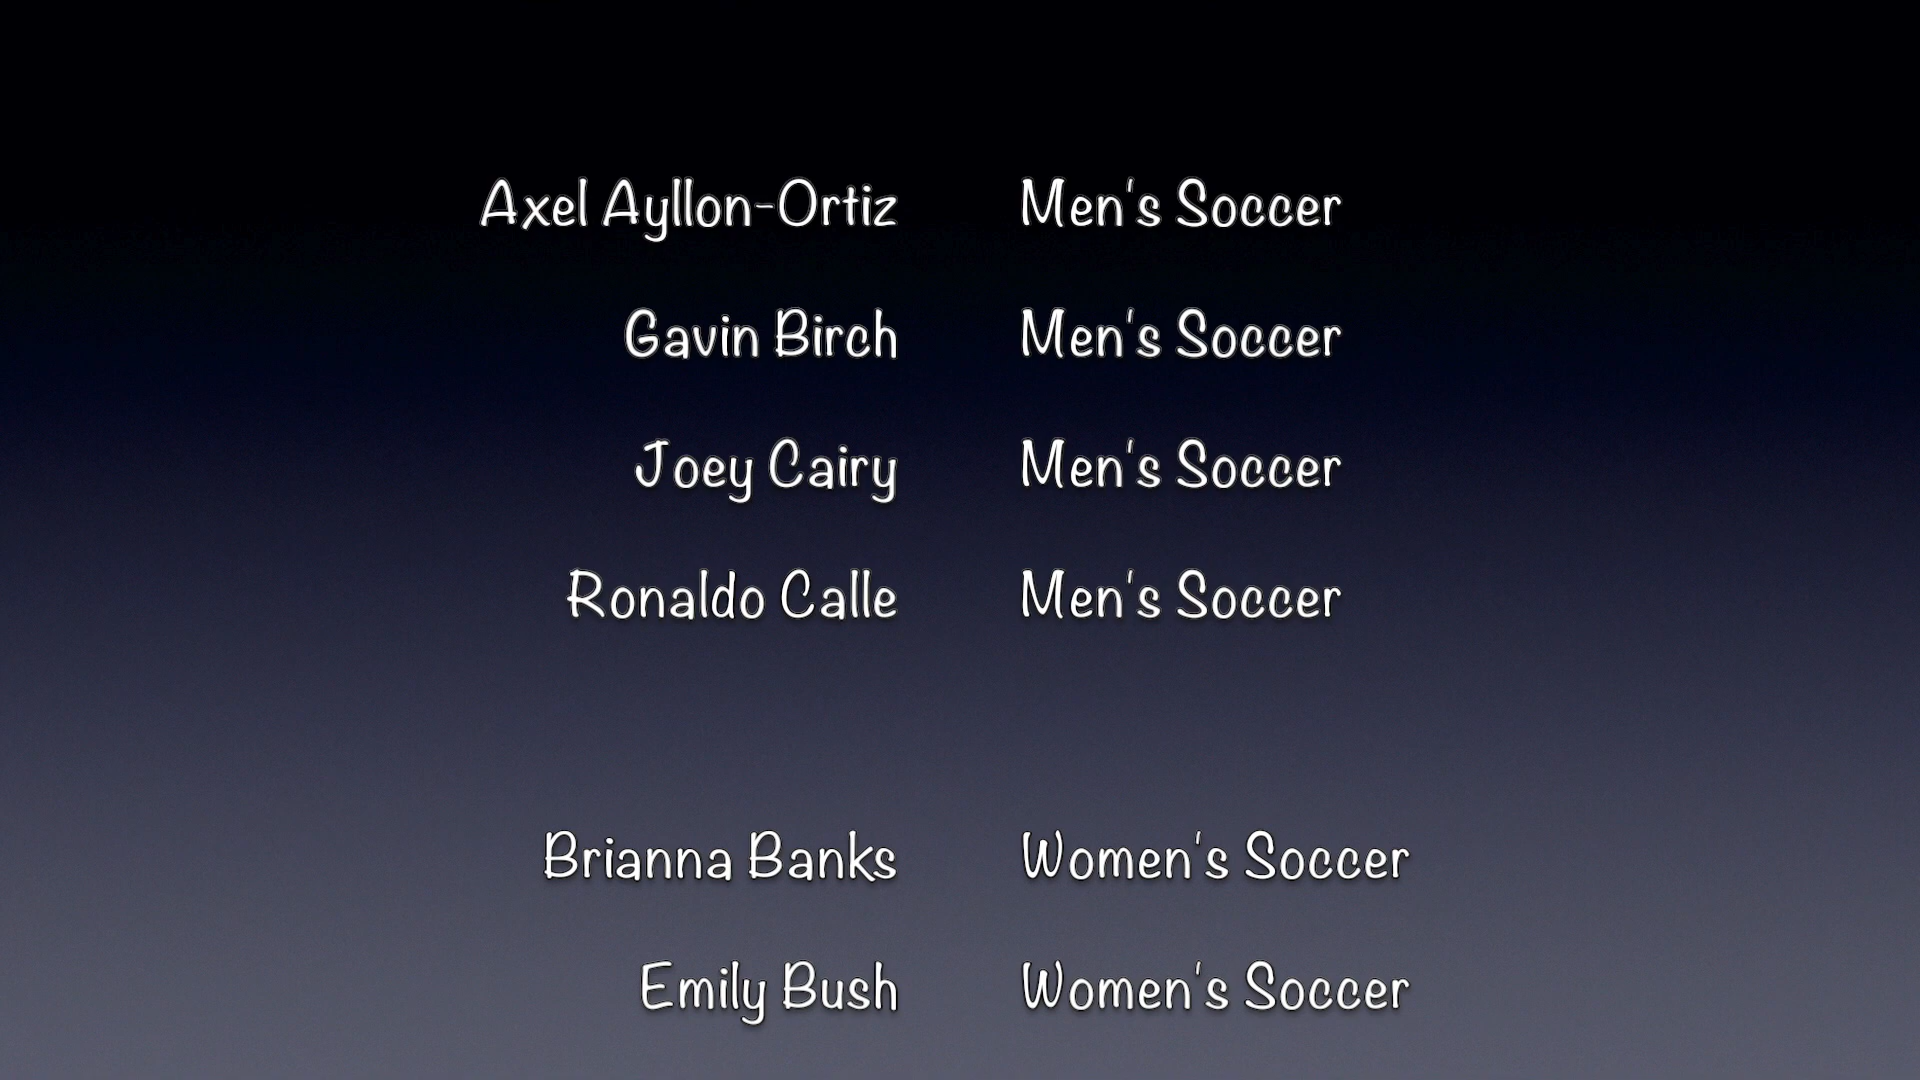 Axel Ayllon-Ortiz Men's Soccer
Gavin Birch Men's Soccer
Joey Cairy Men's Soccer
Ronaldo Calle Men's Soccer
Brianna Banks Women's Soccer
Emily Bush Women's Soccer